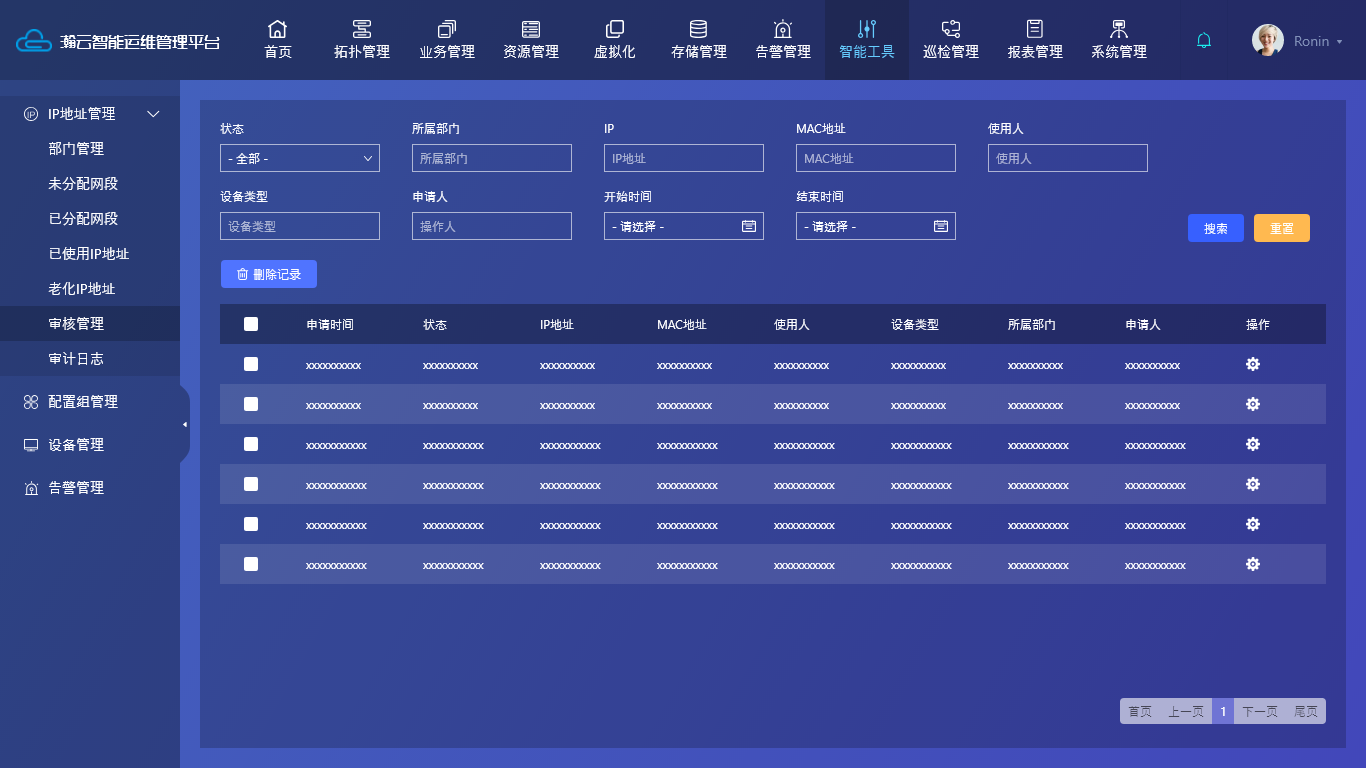 瀚云智能运维管理平台
首页 拓扑管理 业务管理 资源管理 虚拟化 存储管理 告警管理 智能工具 巡检管理 报表管理 系统管理 Ronin
IP地址管理
部门管理
未分配网段
已分配网段
已使用IP地址
老化IP地址
审核管理
审计日志
配置组管理
设备管理
告警管理
状态 所属部门 IP MAC地址 使用人
- 全部 - 所属部门 IP地址 MAC地址 使用人
设备类型 申请人 开始时间 结束时间
设备类型 操作人 - 请选择 - - 请选择 - 搜索 重置
删除记录
申请时间 状态 IP地址 MAC地址 使用人 设备类型 所属部门 申请人 操作
xxxxxxxxxx xxxxxxxxxx xxxxxxxxxx xxxxxxxxxx xxxxxxxxxx xxxxxxxxxx xxxxxxxxxx xxxxxxxxxx
xxxxxxxxxx xxxxxxxxxx xxxxxxxxxx xxxxxxxxxx xxxxxxxxxx xxxxxxxxxx xxxxxxxxxx xxxxxxxxxx
xxxxxxxxxxx xxxxxxxxxxx xxxxxxxxxxx xxxxxxxxxxx xxxxxxxxxxx xxxxxxxxxxx xxxxxxxxxxx xxxxxxxxxxx
xxxxxxxxxxx xxxxxxxxxxx xxxxxxxxxxx xxxxxxxxxxx xxxxxxxxxxx xxxxxxxxxxx xxxxxxxxxxx xxxxxxxxxxx
xxxxxxxxxxx xxxxxxxxxxx xxxxxxxxxxx xxxxxxxxxxx xxxxxxxxxxx xxxxxxxxxxx xxxxxxxxxxx xxxxxxxxxxx
xxxxxxxxxxx xxxxxxxxxxx xxxxxxxxxxx xxxxxxxxxxx xxxxxxxxxxx xxxxxxxxxxx xxxxxxxxxxx xxxxxxxxxxx
首页 上一页 1 下一页 尾页